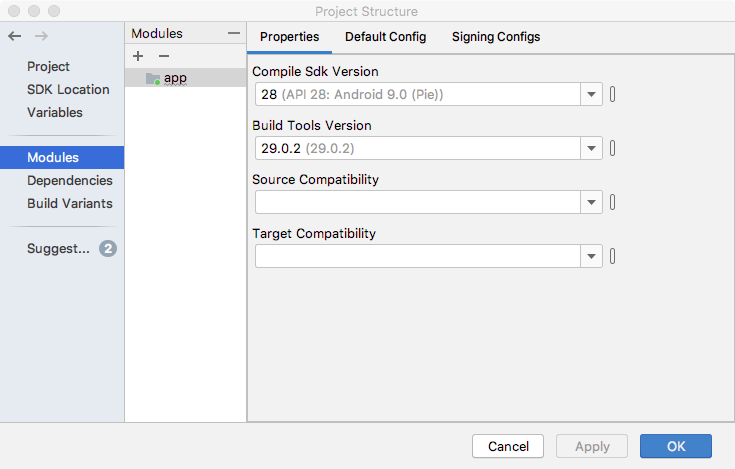 Project Structure
Project
SDK Location
Variables
Modules
Dependencies
Build Variants
Suggest... 2
Modules
app
Properties Default Config Signing Configs
Compile Sdk Version
28 (API 28: Android 9.0 (Pie))
Build Tools Version
29.0.2 (29.0.2)
Source Compatibility
Target Compatibility
Cancel Apply OK